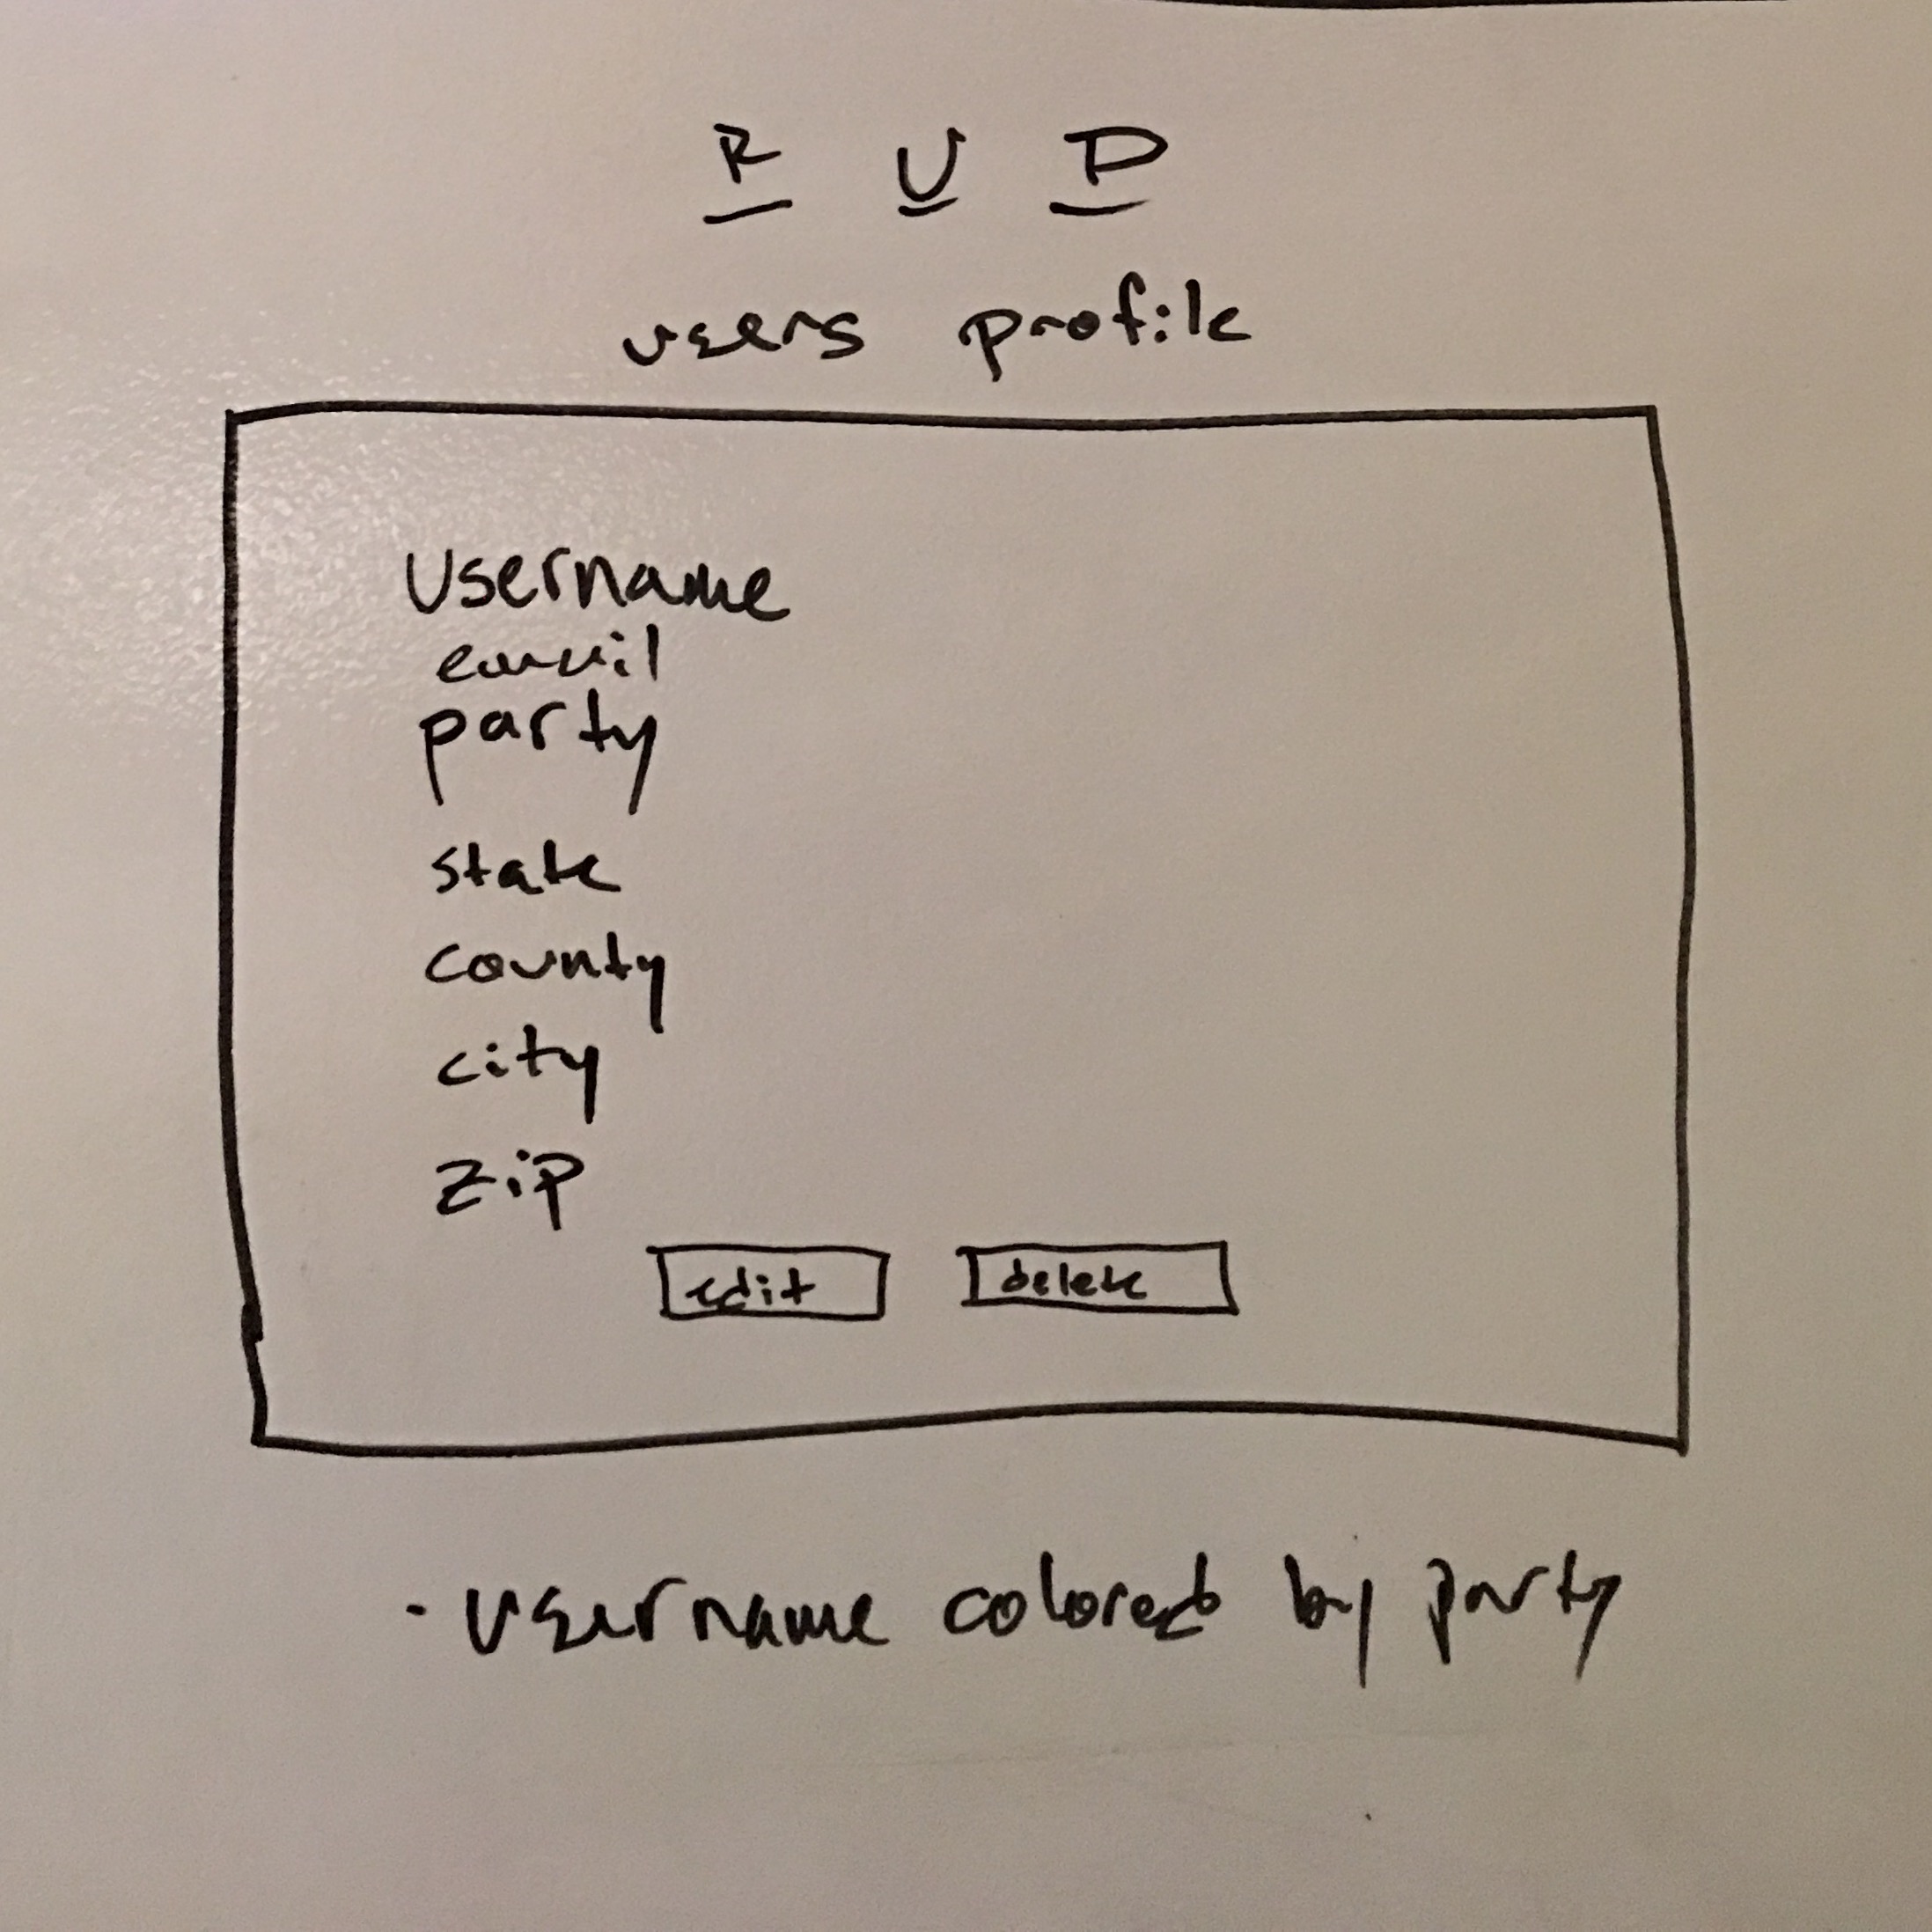 R U D
users profile
Username
email
party
state
county
city
zip
edit delete
· Username colored by party